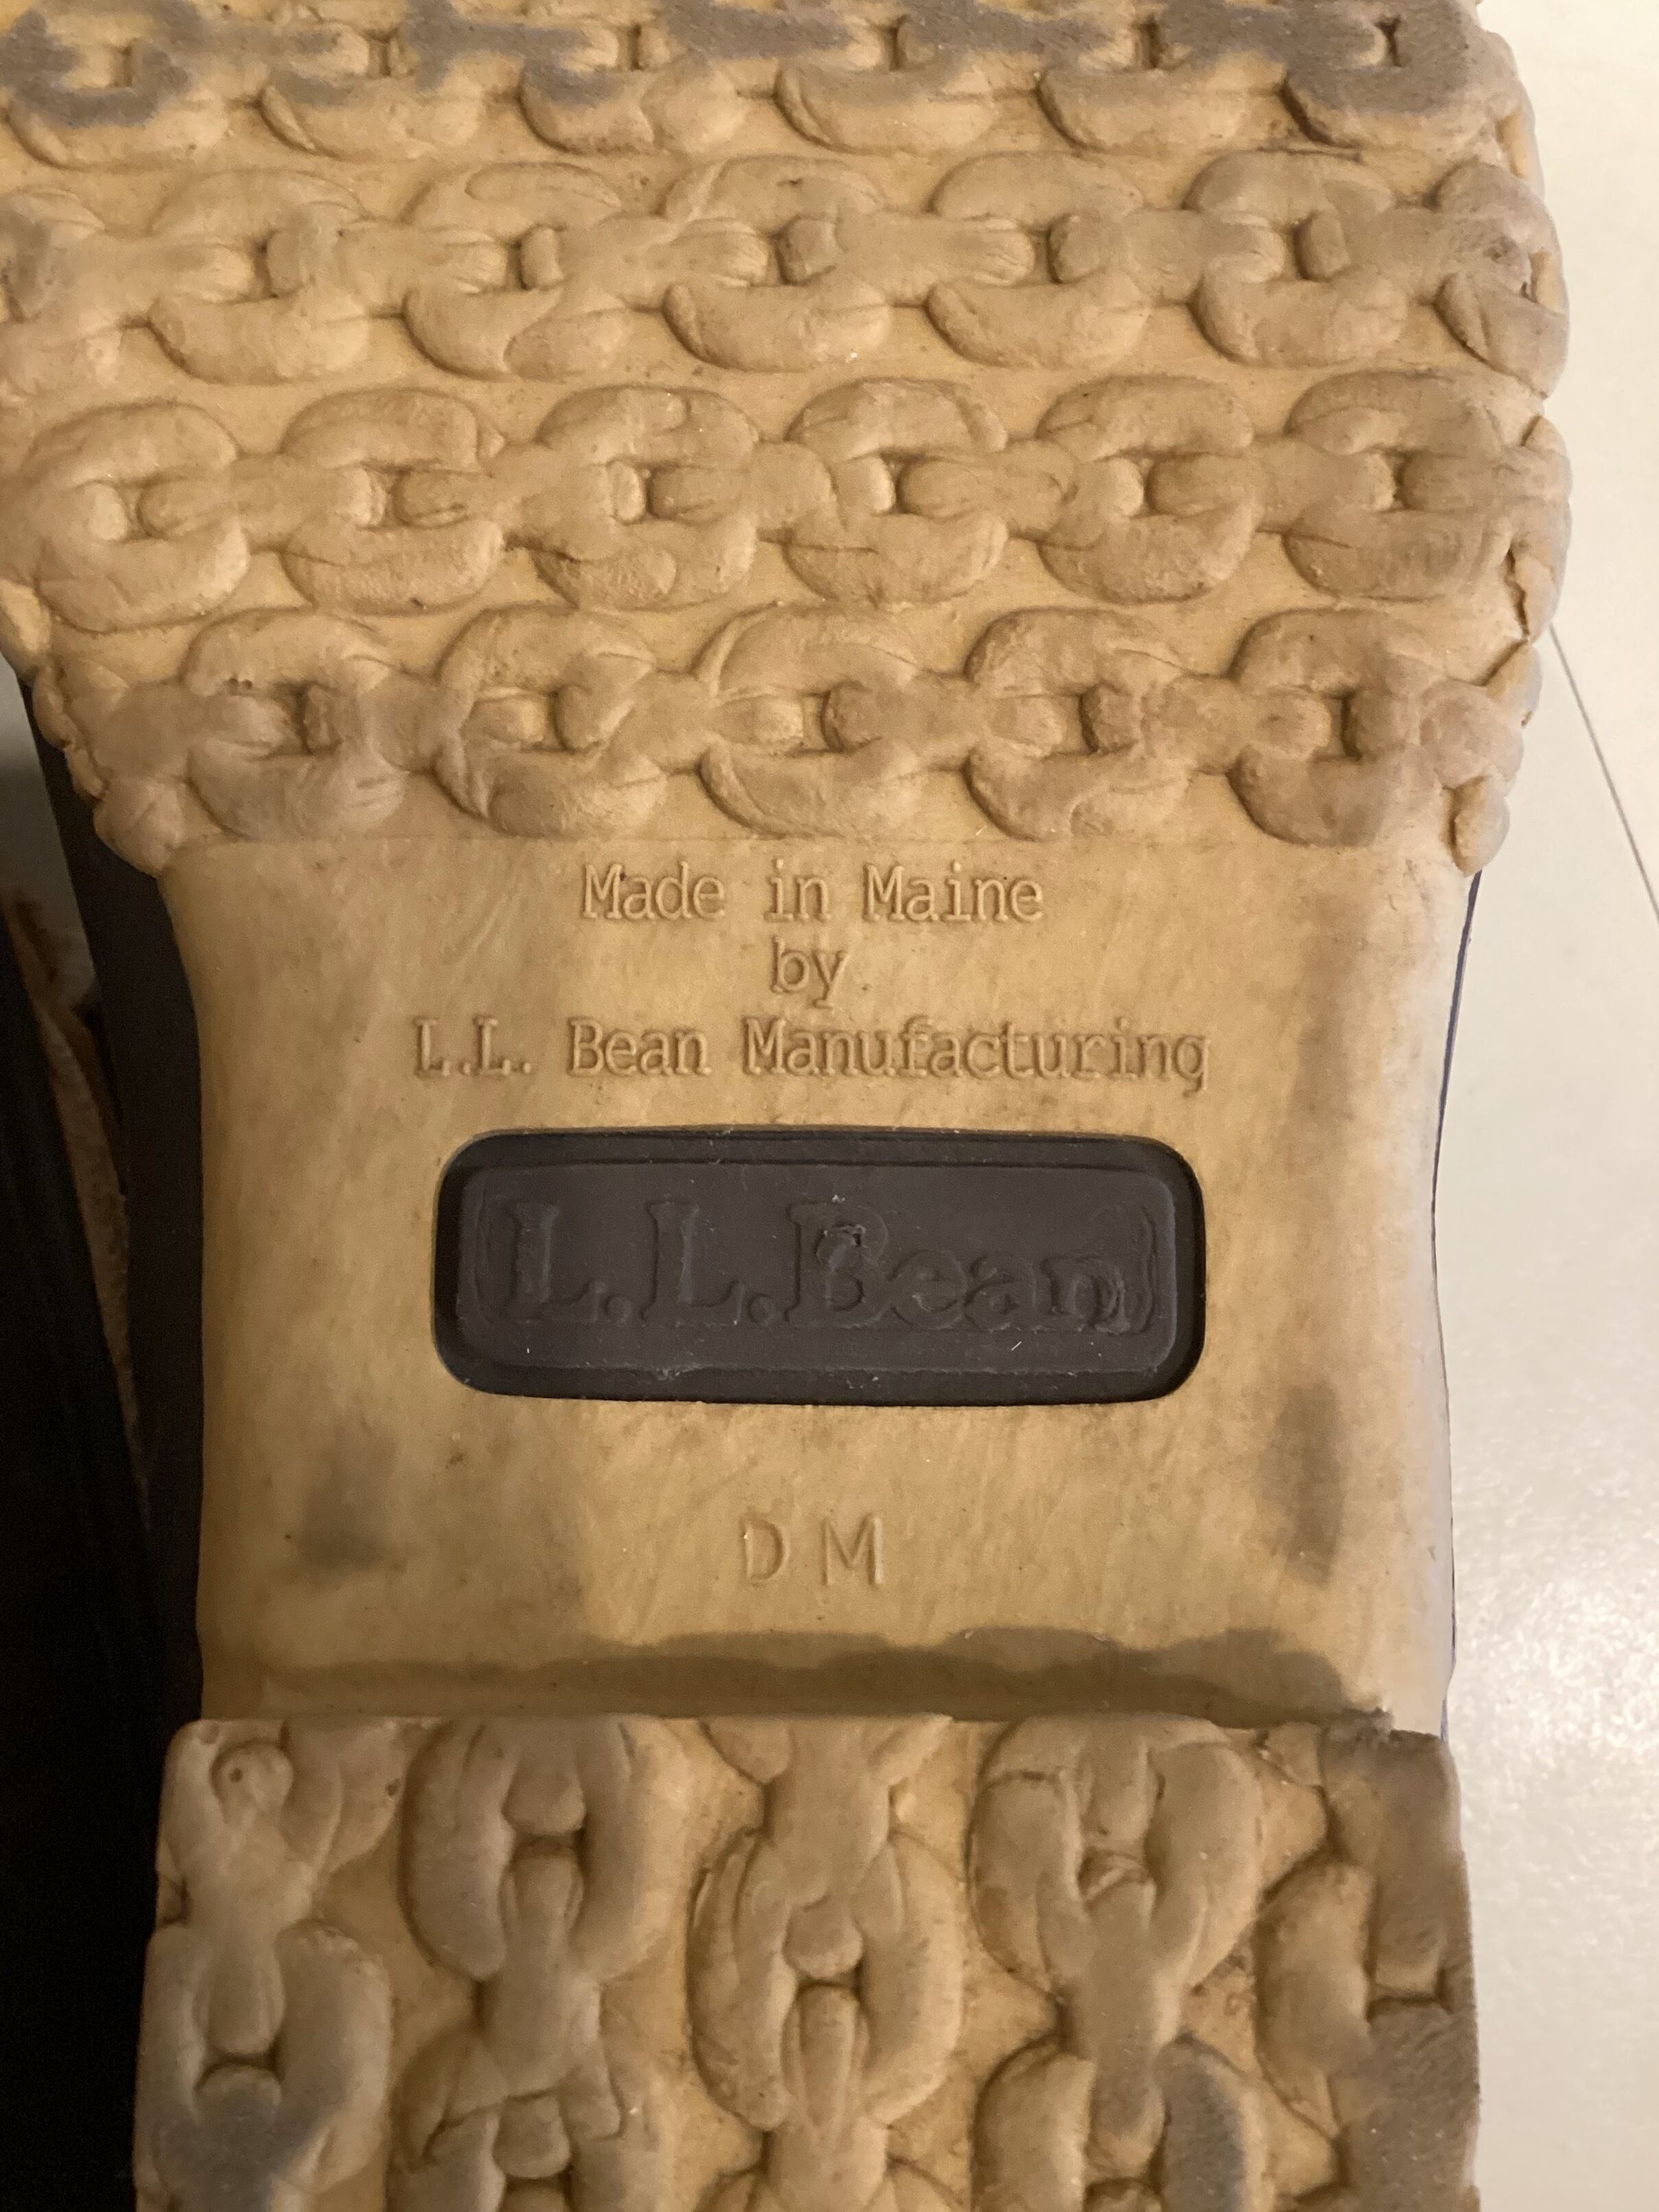 Made in Maine
by
L.L. Bean Manufacturing
L.L.Bean
D M